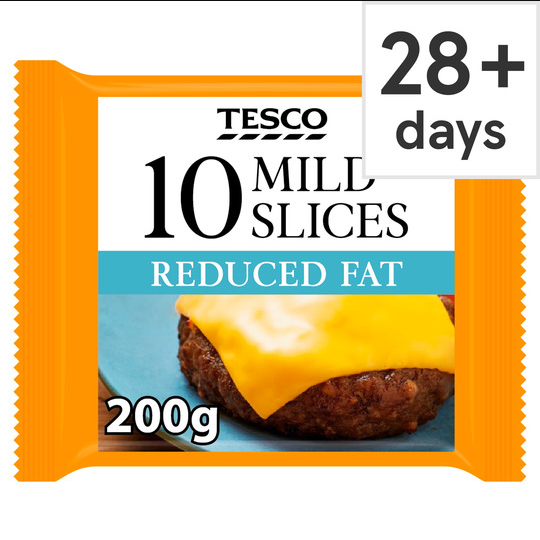 28+
days
TESCO
10 MILD
SLICES
REDUCED FAT
200g